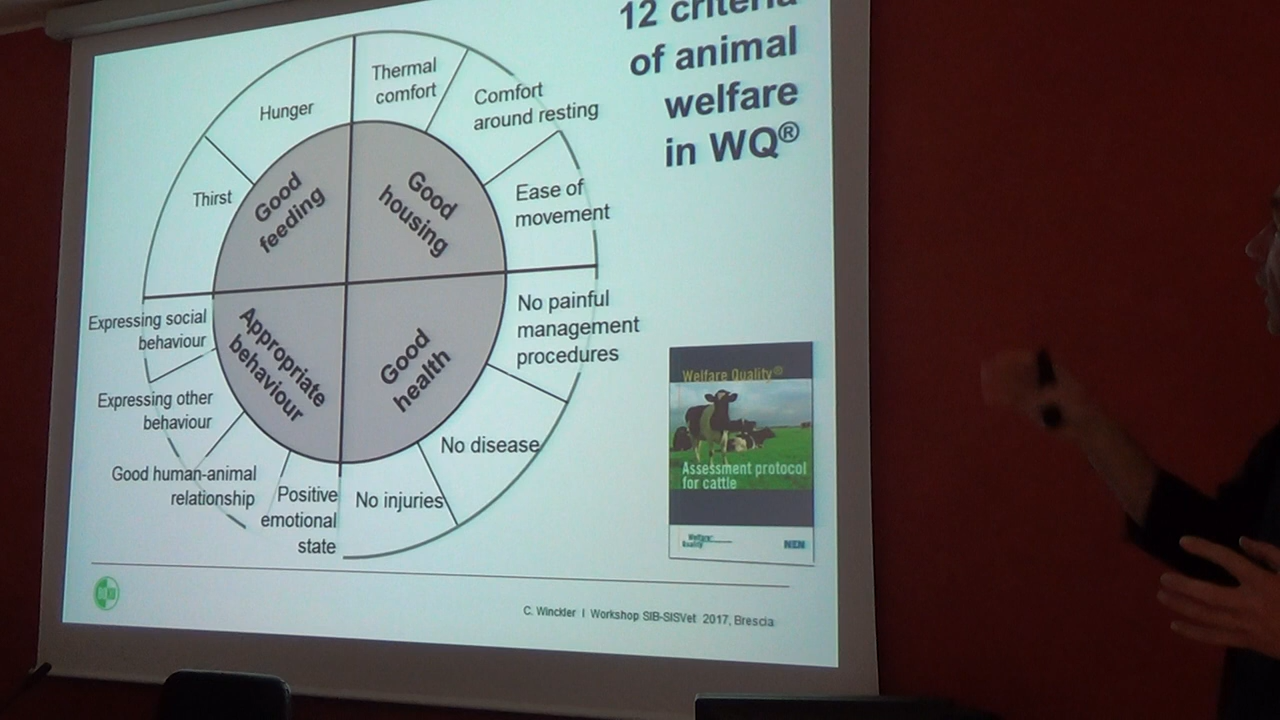 12 criteria
of animal
welfare
in WQ®
Thermal
comfort
Comfort
around resting
Hunger
Thirst
Ease of
movement
Good
feeding
Good
housing
No painful
management
procedures
Expressing social
behaviour
Appropriate
behaviour
Good
health
Expressing other
behaviour
No disease
Good human-animal
relationship
Positive
emotional
state
No injuries
Welfare Quality®
Assessment protocol
for cattle
Welfare
Quality
NEN
C. Winckler I Workshop SIB-SISVet 2017, Brescia